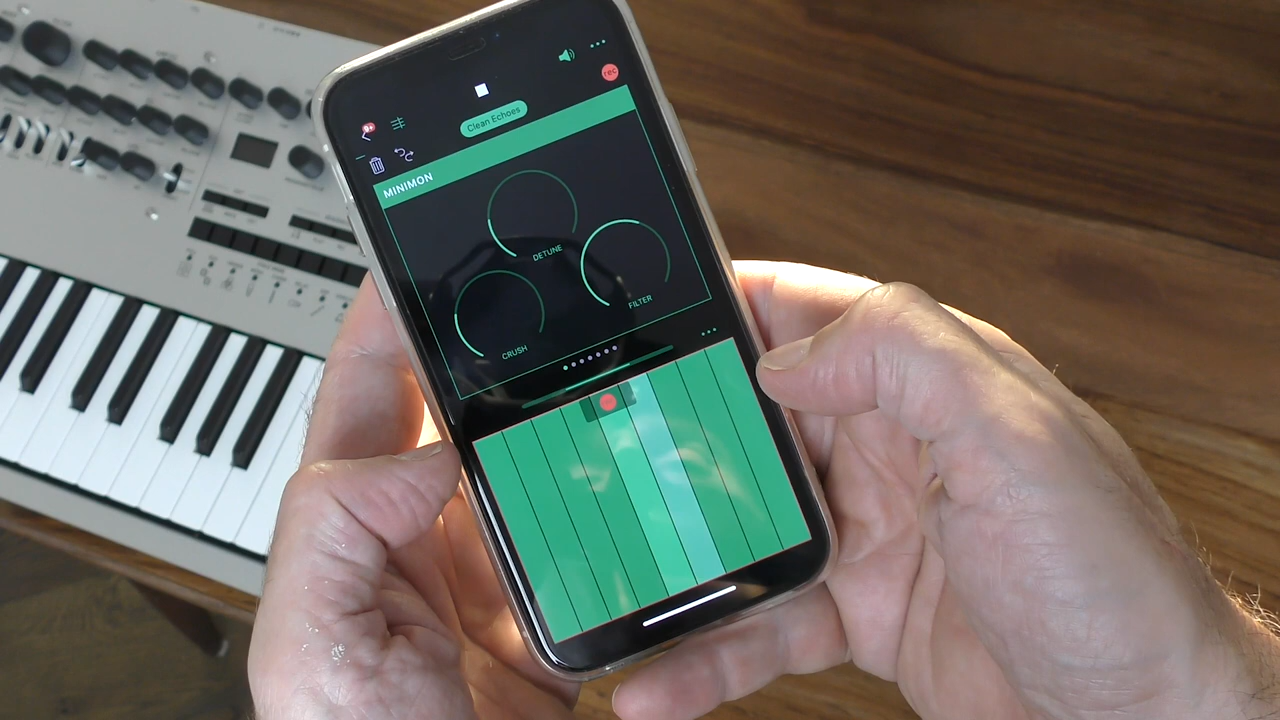 rec
Clean Echoes
MINIMON
DETUNE
FILTER
CRUSH